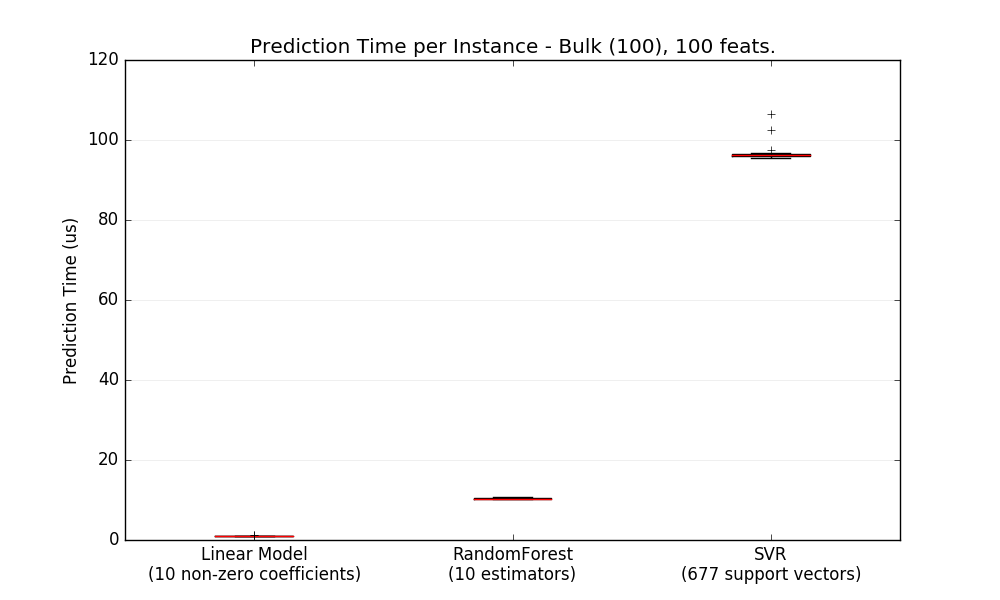 Prediction Time per Instance - Bulk (100), 100 feats.
120
100
80
60
40
20
0
Prediction Time (us)
Linear Model
(10 non-zero coefficients)
RandomForest
(10 estimators)
SVR
(677 support vectors)